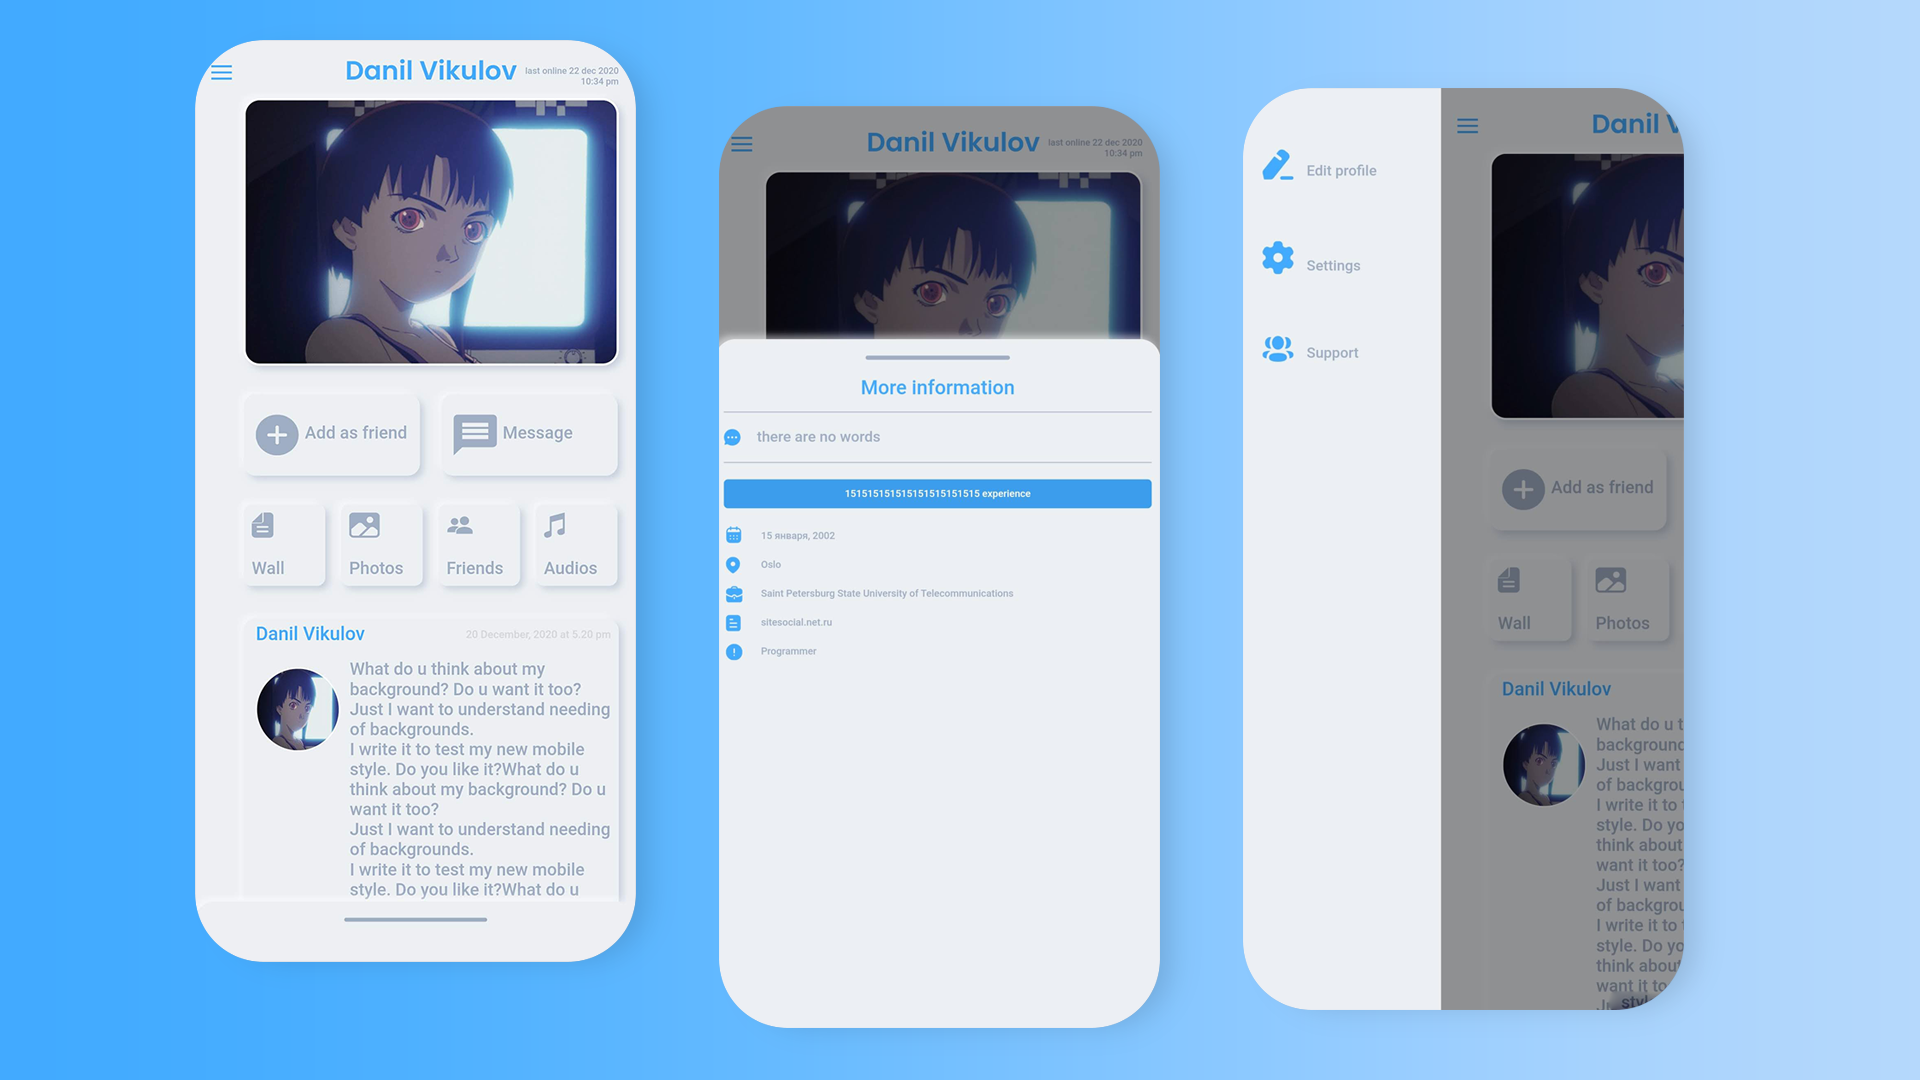 Danil Vikulov
last online 22 dec 2020
10:34 pm
Add as friend
Message
Wall
Photos
Friends
Audios
Danil Vikulov
20 December, 2020 at 5.20 pm
What do u think about my
background? Do u want it too?
Just I want to understand needing
of backgrounds.
I write it to test my new mobile
style. Do you like it?What do u
think about my background? Do u
want it too?
Just I want to understand needing
of backgrounds.
I write it to test my new mobile
style. Do you like it?What do u
Danil Vikulov
last online 22 dec 2020
10:34 pm
More information
there are no words
15151515151515151515151515 experience
15 января, 2002
Oslo
Saint Petersburg State University of Telecommunications
sitesocial.net.ru
Programmer
Edit profile
Settings
Support
Danil V
Add as friend
Wall
Photos
Danil Vikulov
What do u t
background
Just I want
of backgrou
I write it to
style. Do yo
think about
want it too?
Just I want
of backgrou
I write it to
style. Do yo
think about
want it to